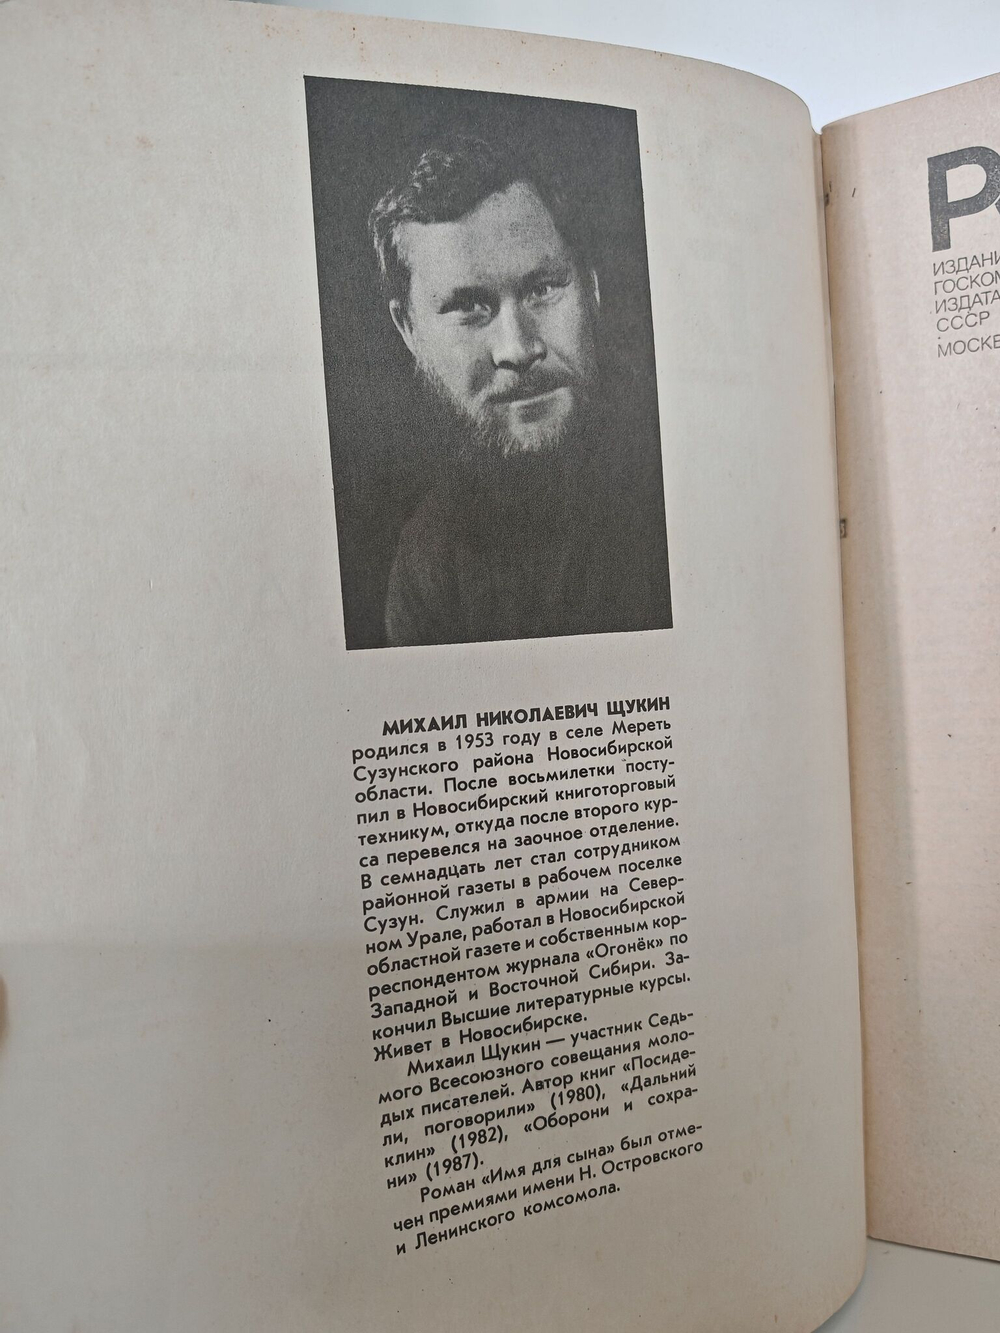 МИХАИЛ НИКОЛАЕВИЧ ЩУКИН
родился в 1953 году в селе Мереть
Сузунского района Новосибирской
области. После восьмилетки посту-
пил в Новосибирский книготорговый
техникум, откуда после второго кур-
са перевелся на заочное отделение.
В семнадцать лет стал сотрудником
районной газеты в рабочем поселке
Сузун. Служил в армии на Север-
ном Урале, работал в Новосибирской
областной газете и собственным кор-
респондентом журнала «Огонёк» по
Западной и Восточной Сибири. За-
кончил Высшие литературные курсы.
Живет в Новосибирске.
Михаил Щукин — участник Седь-
мого Всесоюзного совещания моло-
дых писателей. Автор книг «Посиде-
ли, поговорили» (1980), «Дальний
клин» (1982), «Оборони и сохра-
ни» (1987).
Роман «Имя для сына» был отме-
чен премиями имени Н. Островского
и Ленинского комсомола.
Р
ИЗДАНИ
ГОСКОМ
ИЗДАТА
СССР
МОСКВ